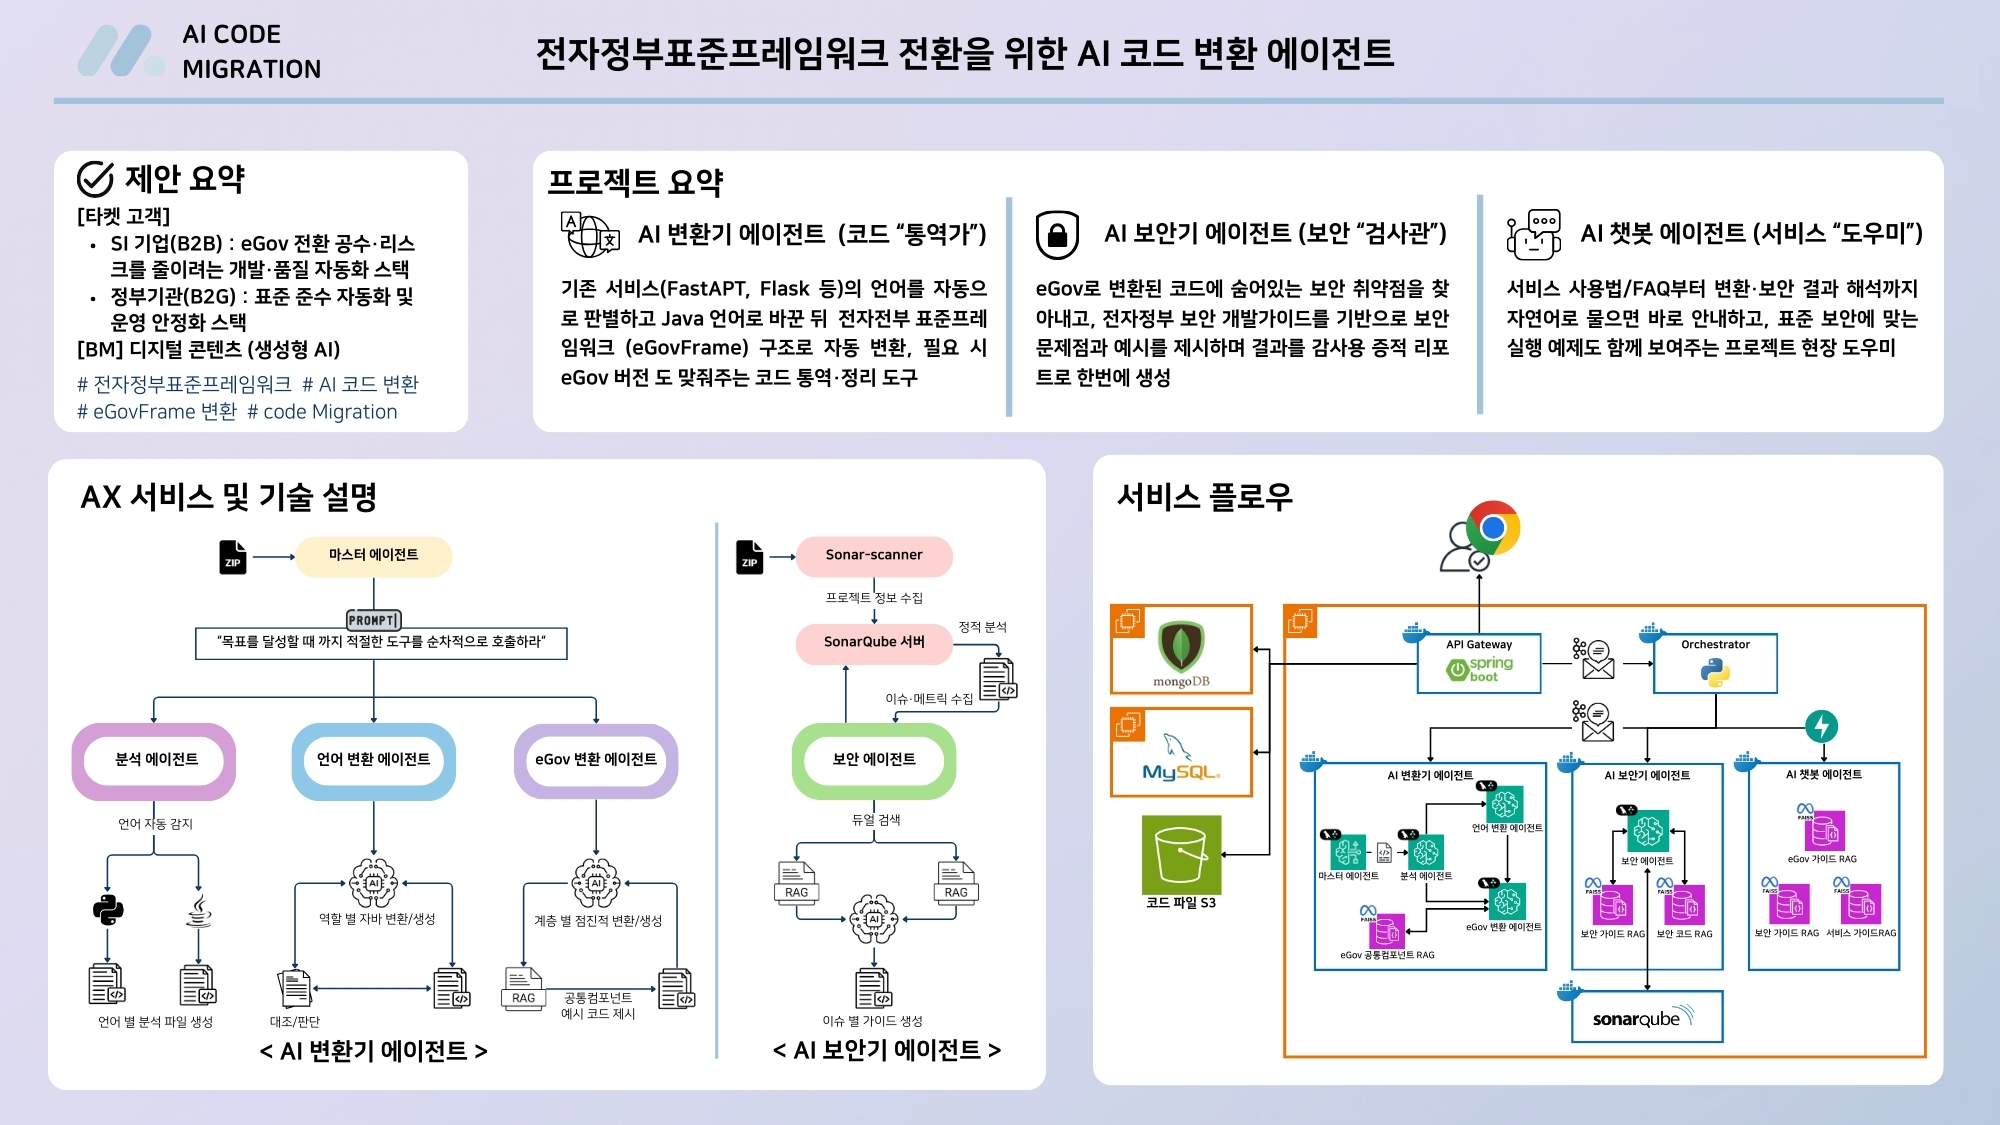 AI CODE
MIGRATION
전자정부표준프레임워크 전환을 위한 AI 코드 변환 에이전트
제안 요약
[타켓 고객]
• SI 기업(B2B) : eGov 전환 공수·리스
크를 줄이려는 개발·품질 자동화 스택
• 정부기관(B2G) : 표준 준수 자동화 및
운영 안정화 스택
[BM] 디지털 콘텐츠 (생성형 AI)
# 전자정부표준프레임워크 # AI 코드 변환
# eGovFrame 변환 # code Migration
프로젝트 요약
AI 변환기 에이전트 (코드 “통역가”)
기존 서비스(FastAPT, Flask 등)의 언어를 자동으
로 판별하고 Java 언어로 바꾼 뒤 전자전부 표준프레
임워크 (eGovFrame) 구조로 자동 변환, 필요 시
eGov 버전 도 맞춰주는 코드 통역·정리 도구
AI 보안기 에이전트 (보안 “검사관”)
eGov로 변환된 코드에 숨어있는 보안 취약점을 찾
아내고, 전자정부 보안 개발가이드를 기반으로 보안
문제점과 예시를 제시하며 결과를 감사용 증적 리포
트로 한번에 생성
AI 챗봇 에이전트 (서비스 “도우미”)
서비스 사용법/FAQ부터 변환·보안 결과 해석까지
자연어로 물으면 바로 안내하고, 표준 보안에 맞는
실행 예제도 함께 보여주는 프로젝트 현장 도우미
AX 서비스 및 기술 설명
ZIP
마스터 에이전트
PROMPT
“목표를 달성할 때 까지 적절한 도구를 순차적으로 호출하라”
분석 에이전트
언어 변환 에이전트
eGov 변환 에이전트
언어 자동 감지
AI
역할 별 자바 변환/생성
AI
계층 별 점진적 변환/생성
RAG
공통컴포넌트
예시 코드 제시
언어 별 분석 파일 생성
대조/판단
< AI 변환기 에이전트 >
ZIP
Sonar-scanner
프로젝트 정보 수집
SonarQube 서버
정적 분석
이슈·메트릭 수집
보안 에이전트
듀얼 검색
RAG
RAG
AI
이슈 별 가이드 생성
< AI 보안기 에이전트 >
서비스 플로우
mongoDB
MySQL
코드 파일 S3
API Gateway
spring
boot
Orchestrator
AI 변환기 에이전트
언어 변환 에이전트
마스터 에이전트
분석 에이전트
eGov 변환 에이전트
FAISS
eGov 공통컴포넌트 RAG
AI 보안기 에이전트
보안 에이전트
FAISS
FAISS
보안 가이드 RAG
보안 코드 RAG
AI 챗봇 에이전트
FAISS
eGov 가이드 RAG
FAISS
FAISS
보안 가이드 RAG
서비스 가이드RAG
sonarqube